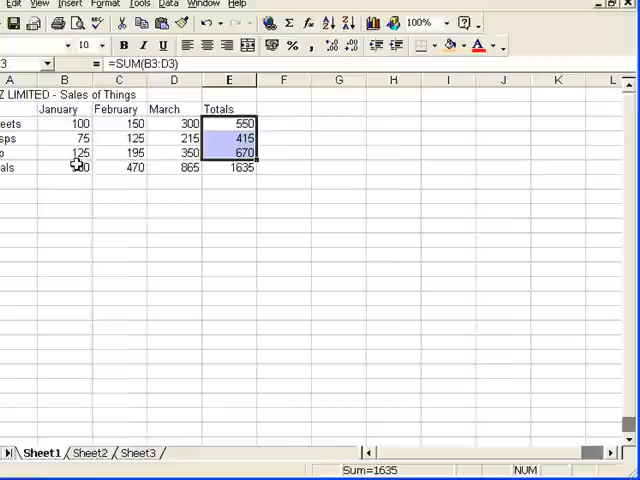 Edit View Insert Format Tools Data Window Help
100%
10 B I U
3 = =SUM(B3:D3)
A B C D E F G H I J K L
Z LIMITED - Sales of Things
January February March Totals
eets 100 150 300 550
sps 75 125 215 415
o 125 195 350 670
als 470 865 1635
Sheet1 Sheet2 Sheet3
Sum=1635 NUM